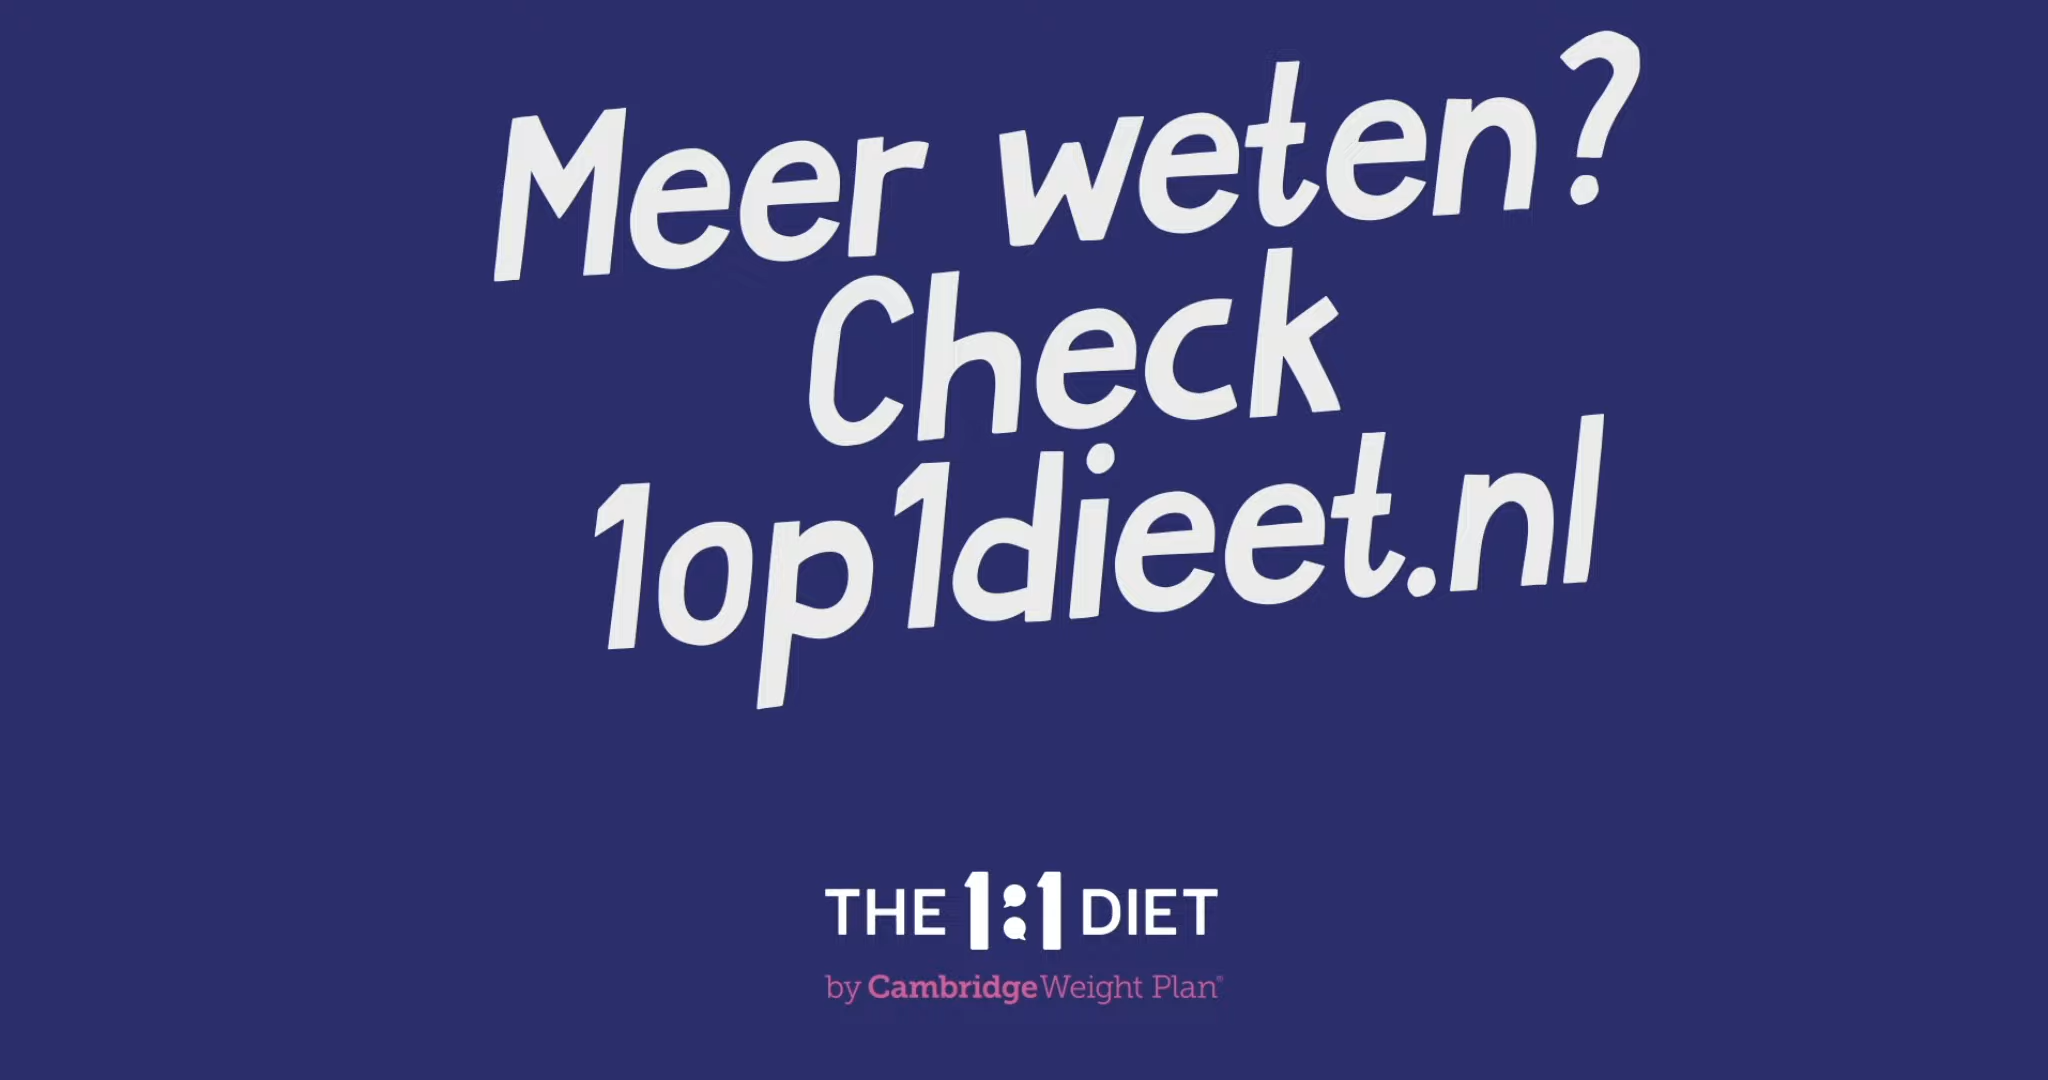 Meer weten?
Check
1op1dieet.nl
THE 1:1 DIET
by Cambridge Weight Plan®